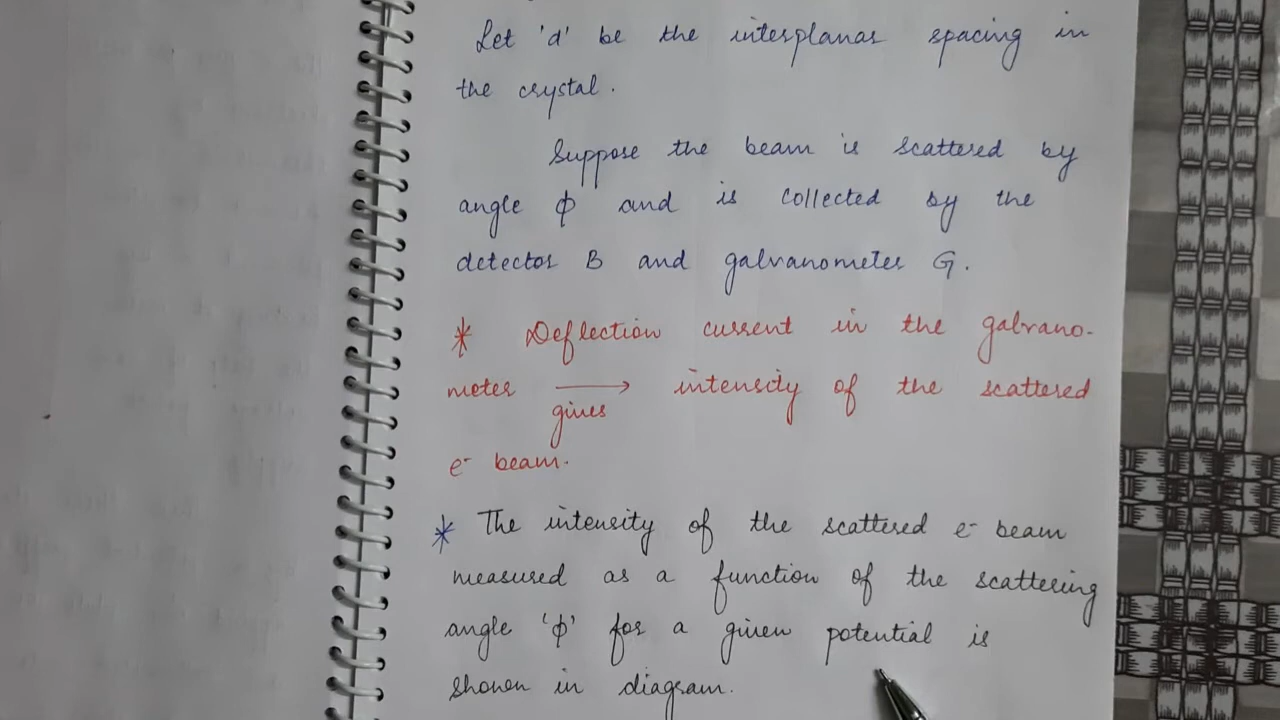 Let 'd' be the interplanar spacing in
the crystal.
Suppose the beam is scattered by
angle ϕ and is collected by the
detector B and galvanometer G.
* Deflection current in the galvano-
meter ⟶ intensity of the scattered
gives
e⁻ beam.
* The intensity of the scattered e⁻ beam
measured as a function of the scattering
angle 'ϕ' for a given potential is
shown in diagram.